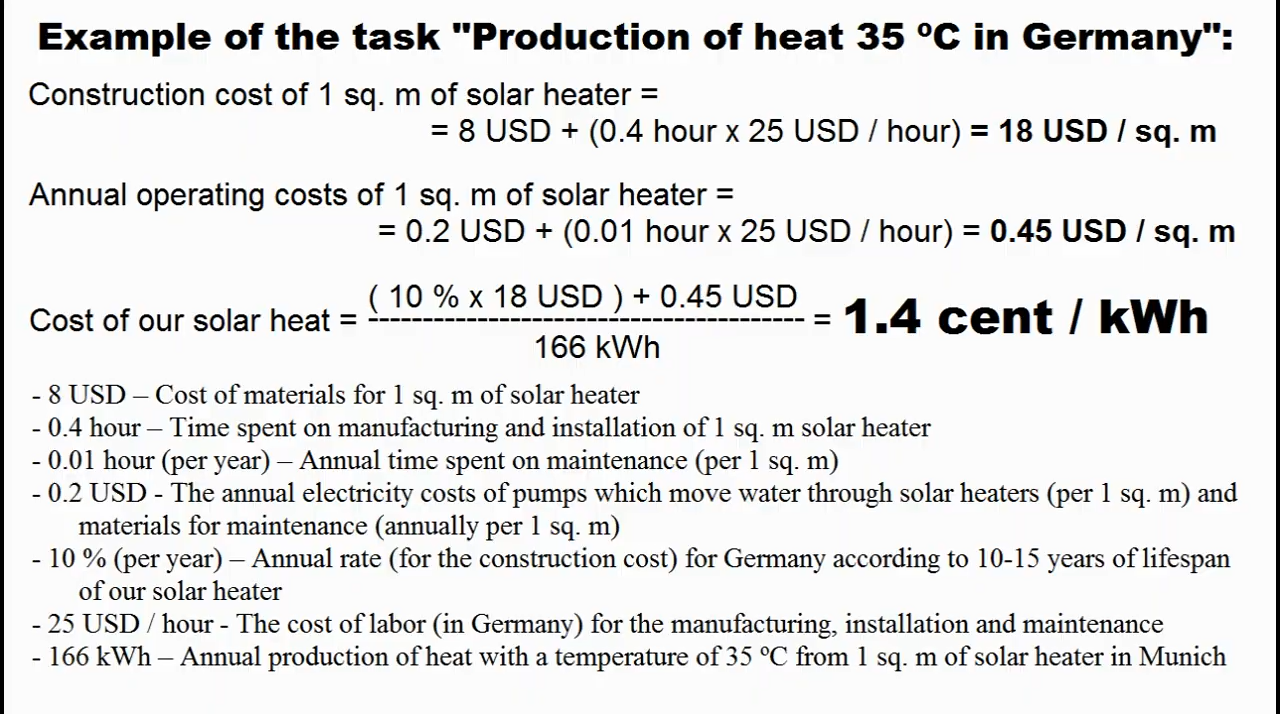 Example of the task "Production of heat 35 ºC in Germany":
Construction cost of 1 sq. m of solar heater =
= 8 USD + (0.4 hour x 25 USD / hour) = 18 USD / sq. m
Annual operating costs of 1 sq. m of solar heater =
= 0.2 USD + (0.01 hour x 25 USD / hour) = 0.45 USD / sq. m
( 10 % x 18 USD ) + 0.45 USD
Cost of our solar heat = ---------------------------------------- = 1.4 cent / kWh
166 kWh
- 8 USD – Cost of materials for 1 sq. m of solar heater
- 0.4 hour – Time spent on manufacturing and installation of 1 sq. m solar heater
- 0.01 hour (per year) – Annual time spent on maintenance (per 1 sq. m)
- 0.2 USD - The annual electricity costs of pumps which move water through solar heaters (per 1 sq. m) and
materials for maintenance (annually per 1 sq. m)
- 10 % (per year) – Annual rate (for the construction cost) for Germany according to 10-15 years of lifespan
of our solar heater
- 25 USD / hour - The cost of labor (in Germany) for the manufacturing, installation and maintenance
- 166 kWh – Annual production of heat with a temperature of 35 ºC from 1 sq. m of solar heater in Munich